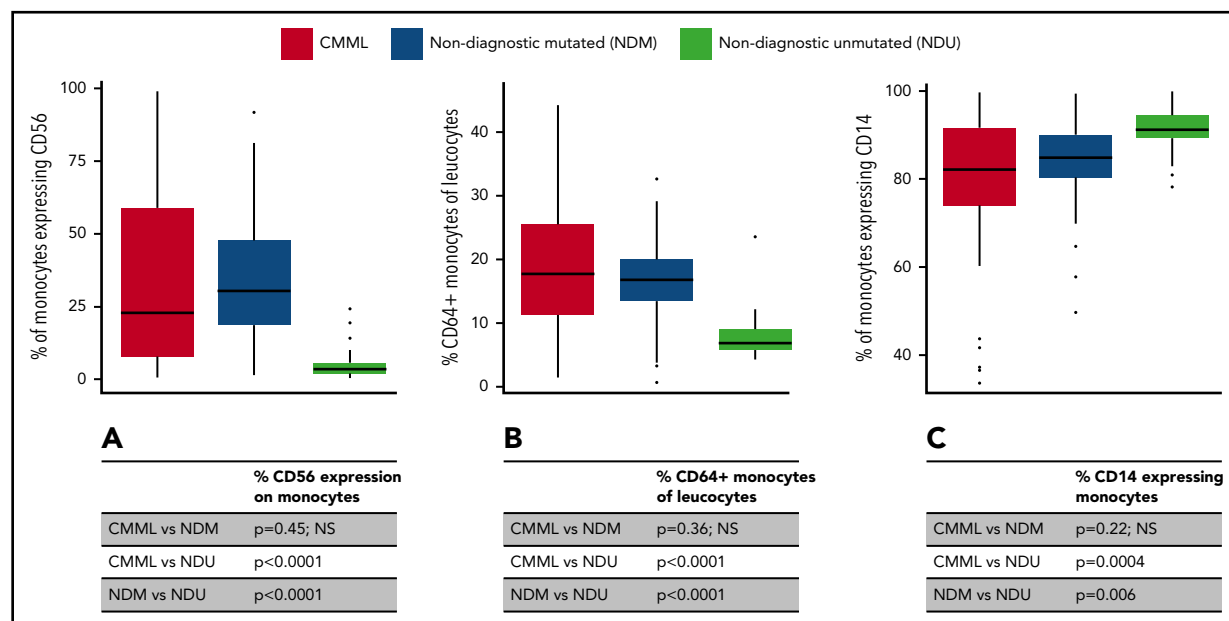 CMML Non-diagnostic mutated (NDM) Non-diagnostic unmutated (NDU)
% of monocytes expressing CD56
100
75
50
25
0
% CD64+ monocytes of leucocytes
40
30
20
10
0
% of monocytes expressing CD14
100
80
60
40
A
% CD56 expression
on monocytes
CMML vs NDM p=0.45; NS
CMML vs NDU p<0.0001
NDM vs NDU p<0.0001
B
% CD64+ monocytes
of leucocytes
CMML vs NDM p=0.36; NS
CMML vs NDU p<0.0001
NDM vs NDU p<0.0001
C
% CD14 expressing
monocytes
CMML vs NDM p=0.22; NS
CMML vs NDU p=0.0004
NDM vs NDU p=0.006